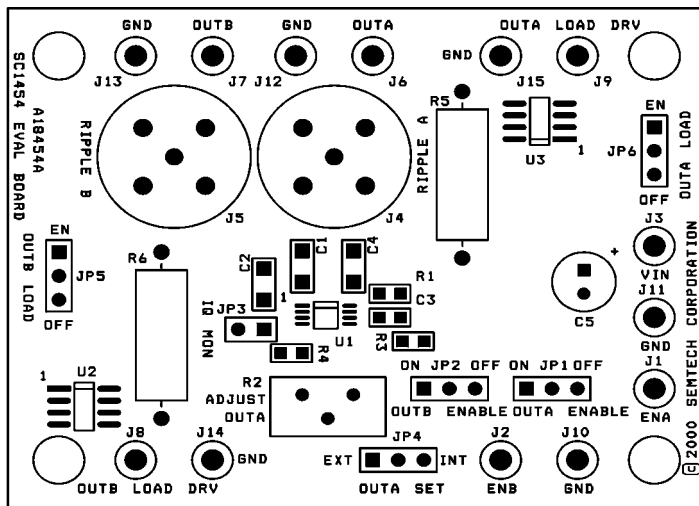 GND OUTB GND OUTA OUTA LOAD DRV
SC1454 EVAL BOARD
A18454A
GND
J13 J7 J12 J6 J15 J9
RIPPLE B
RIPPLE A
R5
EN
JP6
OUTA LOAD
OFF
1
U3
J5 J4
J3
VIN
EN
JP5
OUTB LOAD
OFF
R6
C2
C1
C4
1
R1
C3
+
C5
J11
GND
JP3
IQ MON
U1
R4
R3
J1
ENA
SEMTECH CORPORATION
© 2000
U2
1
R2
ADJUST
OUTA
ON JP2 OFF
OUTB ENABLE
ON JP1 OFF
OUTA ENABLE
J8 J14
GND
JP4
EXT INT
OUTA SET
J2 J10
ENB GND
OUTB LOAD DRV